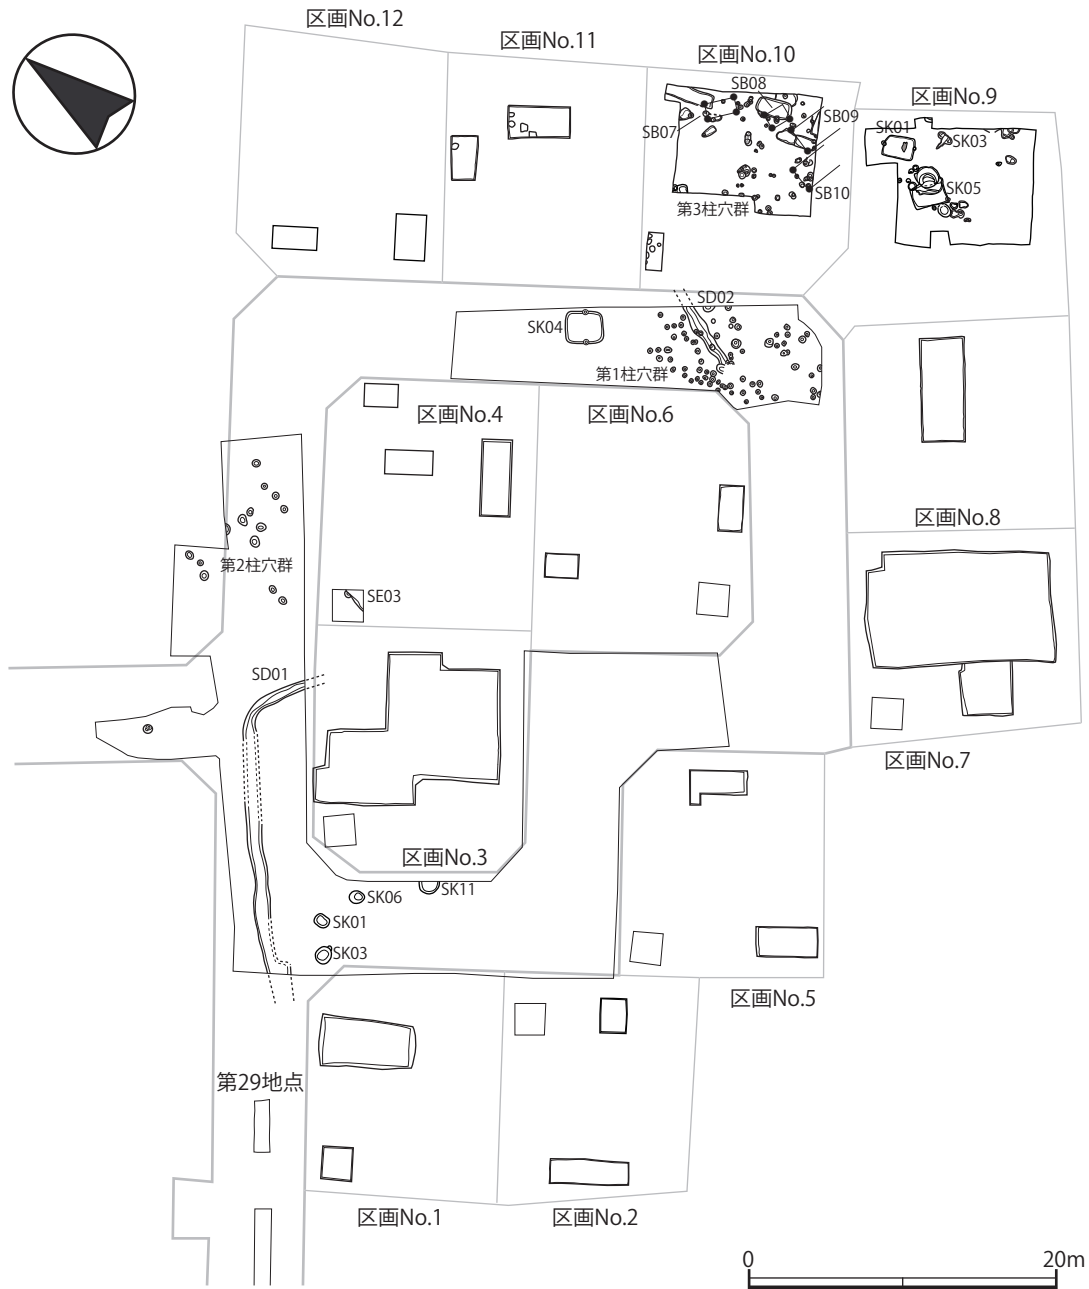 区画No.12
区画No.11
区画No.10
SB08
区画No.9
SB07
SB09
SK01
SK03
SK05
SB10
第3柱穴群
SD02
SK04
第1柱穴群
区画No.4
区画No.6
区画No.8
第2柱穴群
SE03
SD01
区画No.7
区画No.3
SK11
SK06
SK01
SK03
区画No.5
第29地点
区画No.1
区画No.2
0
20m